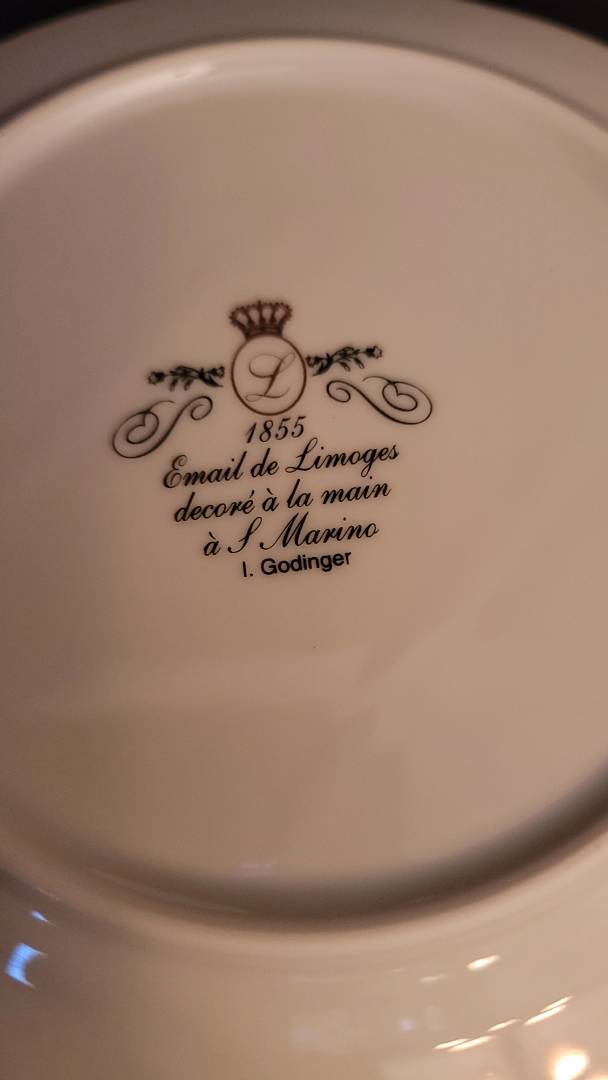 L
1855
Email de Limoges
decoré à la main
à S Marino
I. Godinger